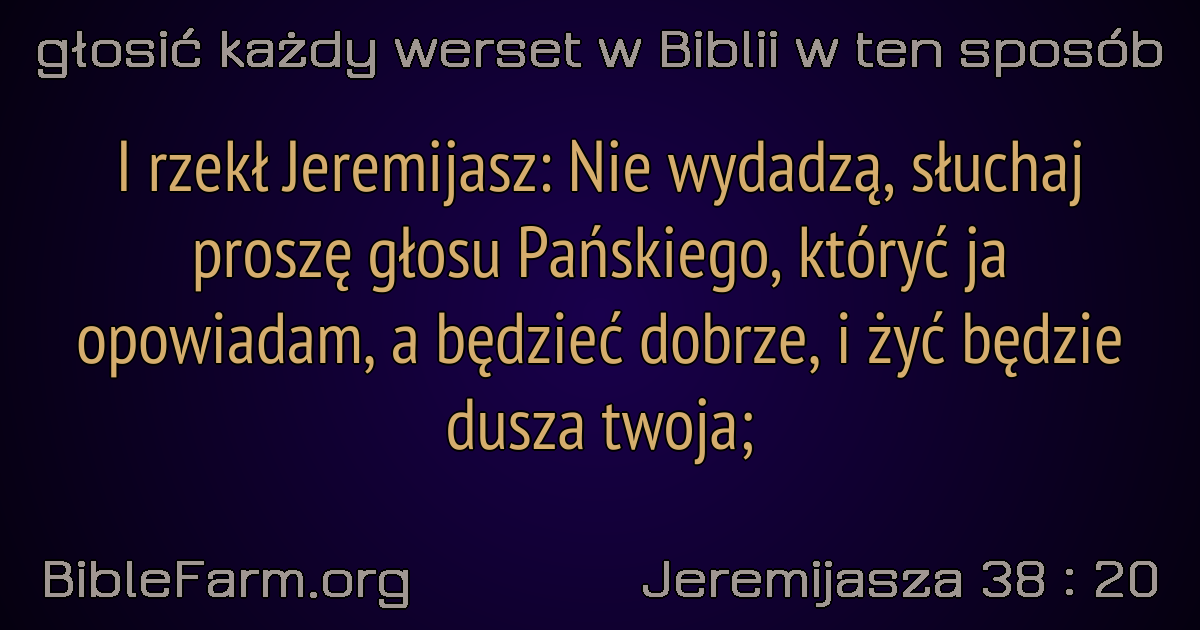 głosić każdy werset w Biblii w ten sposób
I rzekł Jeremijasz: Nie wydadzą, słuchaj
proszę głosu Pańskiego, któryć ja
opowiadam, a będzieć dobrze, i żyć będzie
dusza twoja;
BibleFarm.org
Jeremijasza 38 : 20